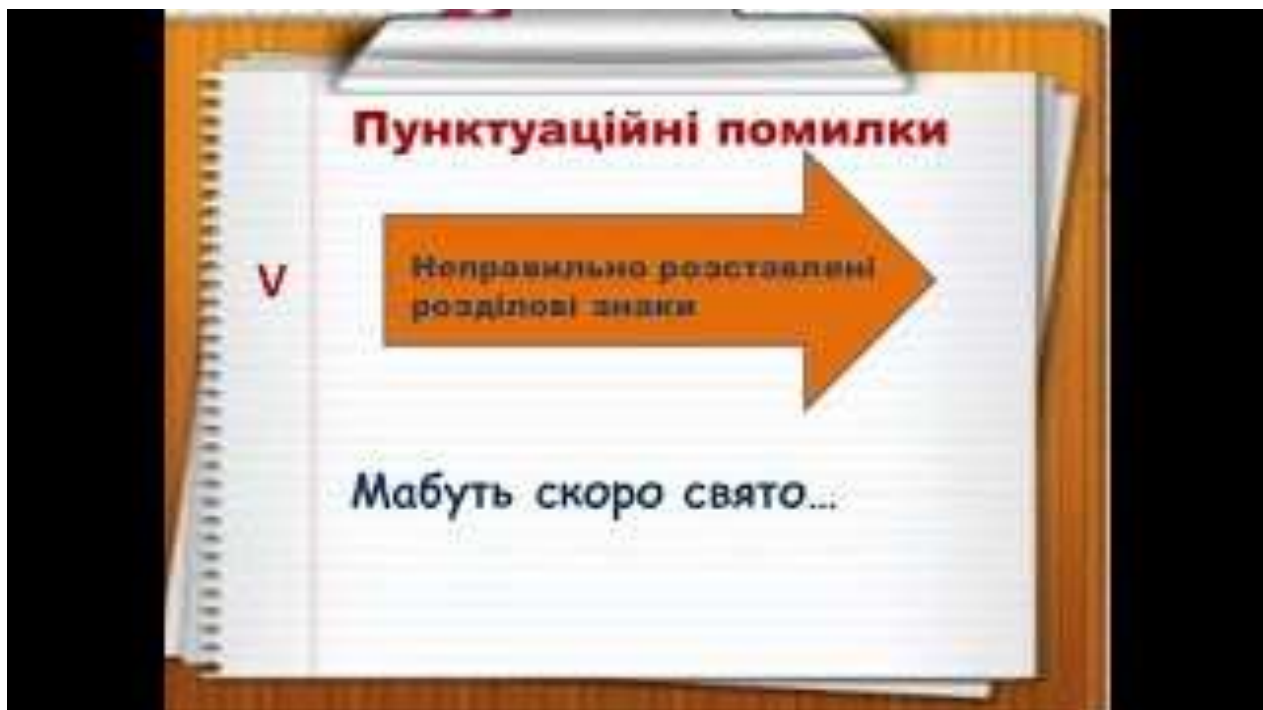 Пунктуаційні помилки
V
Неправильно розставлені
розділові знаки
Мабуть скоро свято...